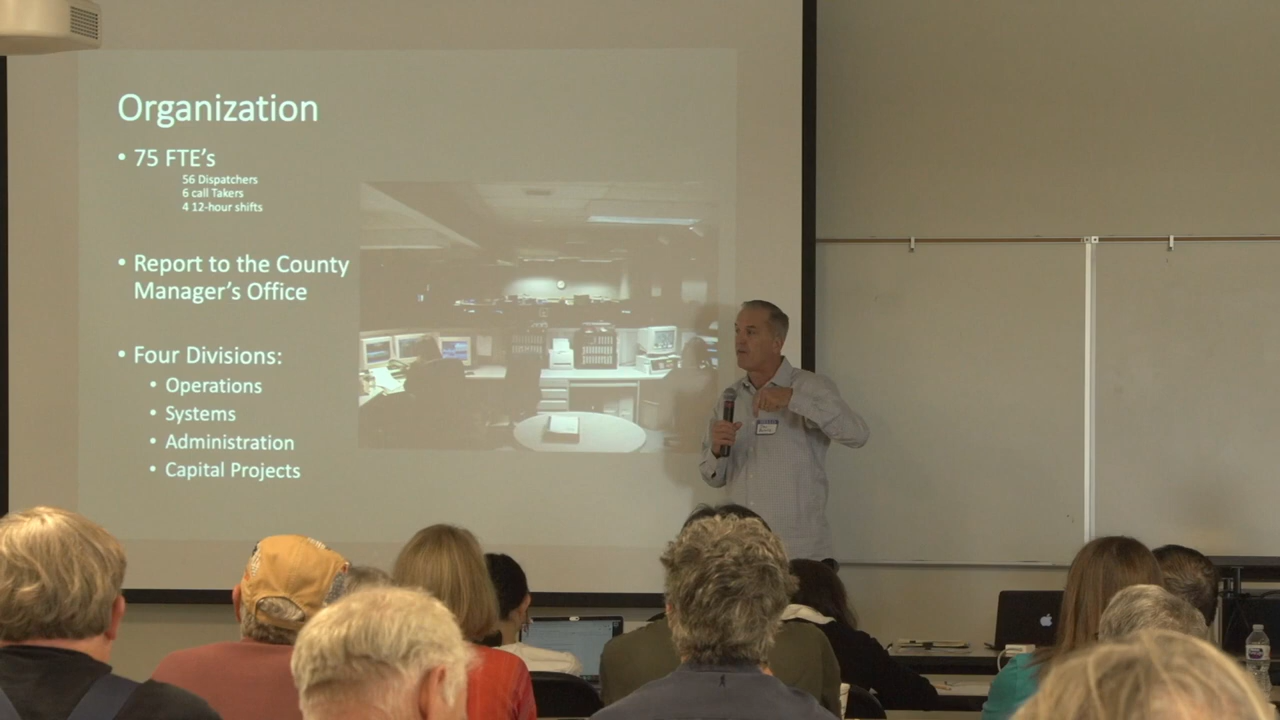 Organization
• 75 FTE's
56 Dispatchers
6 call Takers
4 12-hour shifts
• Report to the County
Manager's Office
• Four Divisions:
• Operations
• Systems
• Administration
• Capital Projects